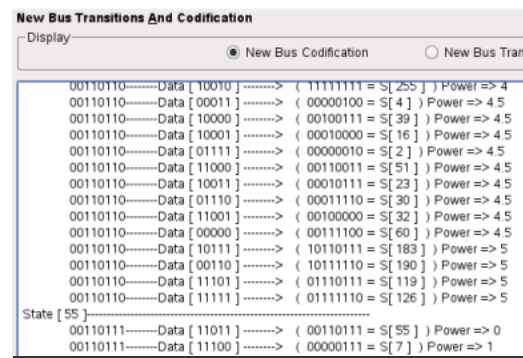 New Bus Transitions And Codification
Display
New Bus Codification New Bus Tran
00110110-------Data [ 10010 ] -------> ( 11111111 = S[ 255 ] ) Power => 4
00110110-------Data [ 00011 ] -------> ( 00000100 = S[ 4 ] ) Power => 4.5
00110110-------Data [ 10000 ] -------> ( 00100111 = S[ 39 ] ) Power => 4.5
00110110-------Data [ 10001 ] -------> ( 00010000 = S[ 16 ] ) Power => 4.5
00110110-------Data [ 01111 ] -------> ( 00000010 = S[ 2 ] ) Power => 4.5
00110110-------Data [ 11000 ] -------> ( 00110011 = S[ 51 ] ) Power => 4.5
00110110-------Data [ 10011 ] -------> ( 00010111 = S[ 23 ] ) Power => 4.5
00110110-------Data [ 01110 ] -------> ( 00011110 = S[ 30 ] ) Power => 4.5
00110110-------Data [ 11001 ] -------> ( 00100000 = S[ 32 ] ) Power => 4.5
00110110-------Data [ 00000 ] -------> ( 00111100 = S[ 60 ] ) Power => 4.5
00110110-------Data [ 10111 ] -------> ( 10110111 = S[ 183 ] ) Power => 5
00110110-------Data [ 00110 ] -------> ( 10111110 = S[ 190 ] ) Power => 5
00110110-------Data [ 11101 ] -------> ( 01110111 = S[ 119 ] ) Power => 5
00110110-------Data [ 11111 ] -------> ( 01111110 = S[ 126 ] ) Power => 5
State [ 55 ]----------------------------------------------------------------------
00110111-------Data [ 11011 ] -------> ( 00110111 = S[ 55 ] ) Power => 0
00110111-------Data [ 11100 ] -------> ( 00000111 = S[ 7 ] ) Power => 1